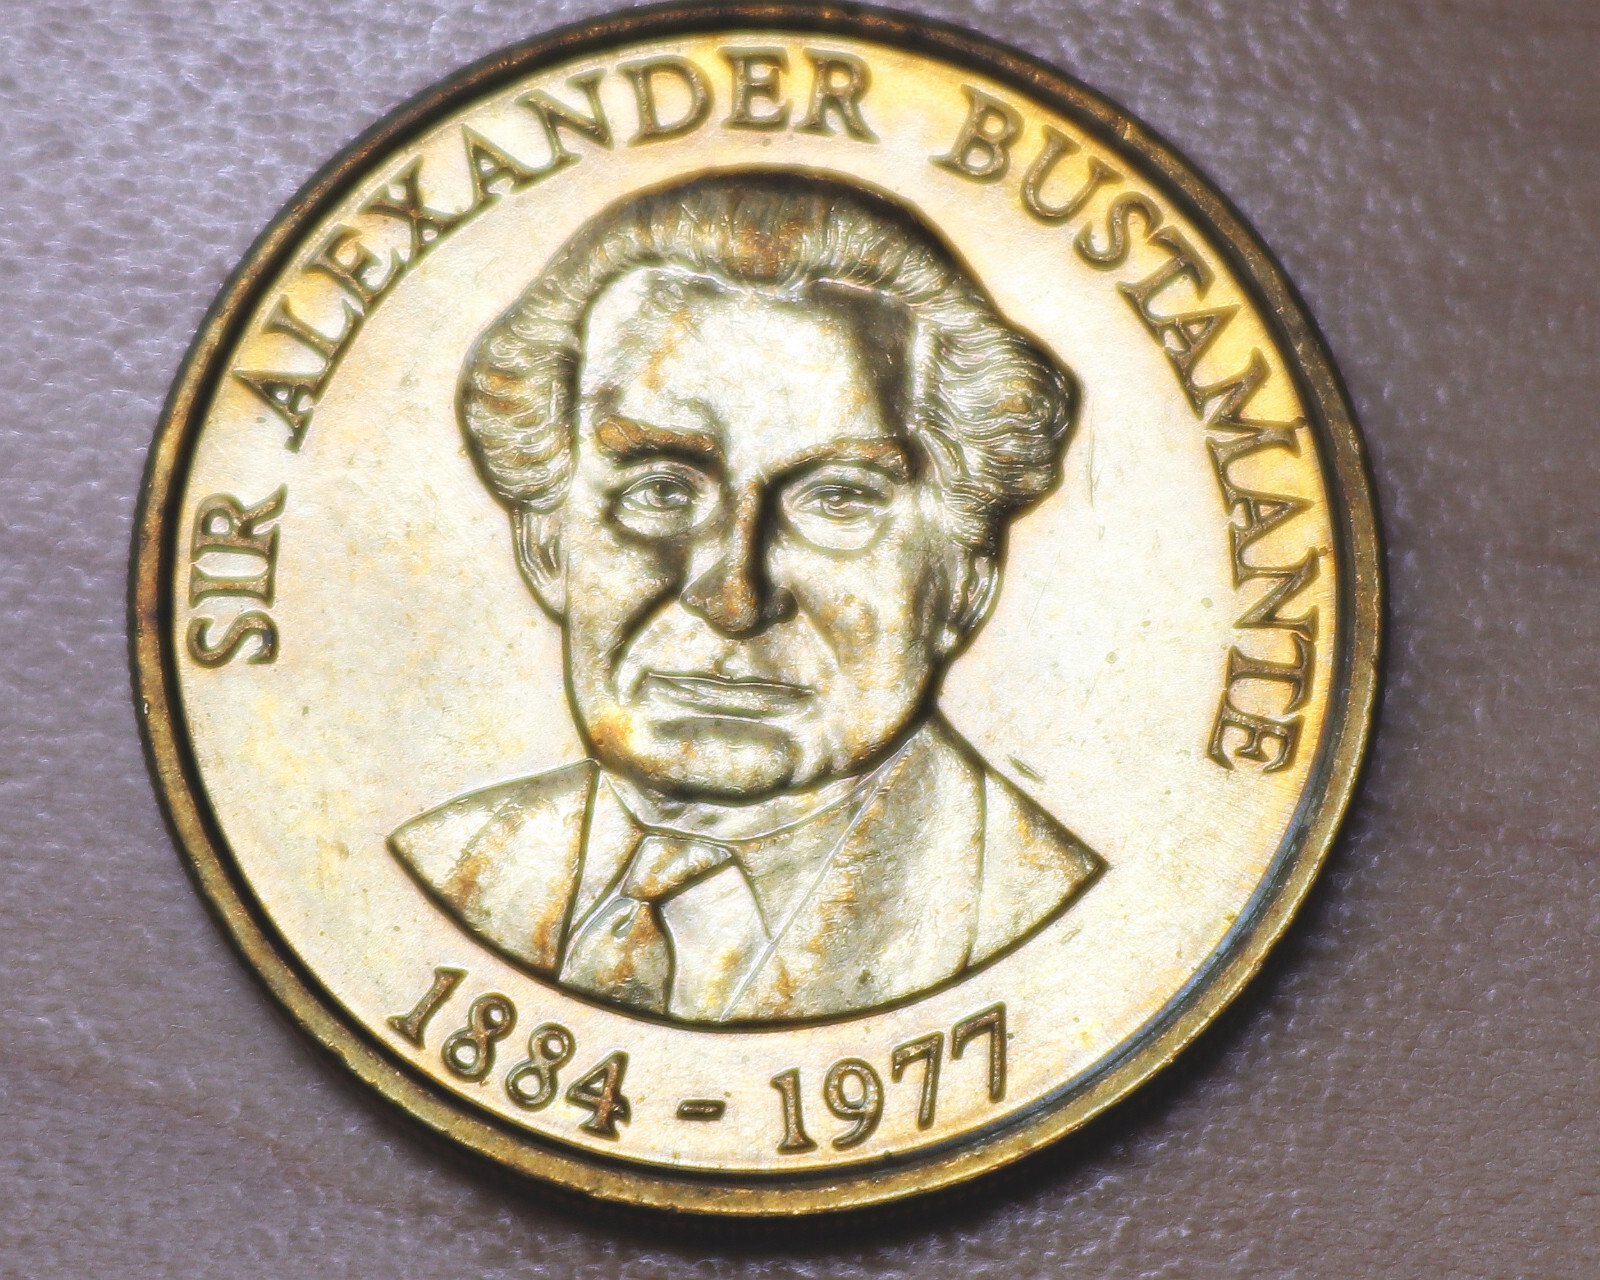 SIR ALEXANDER BUSTAMANTE
1884 - 1977